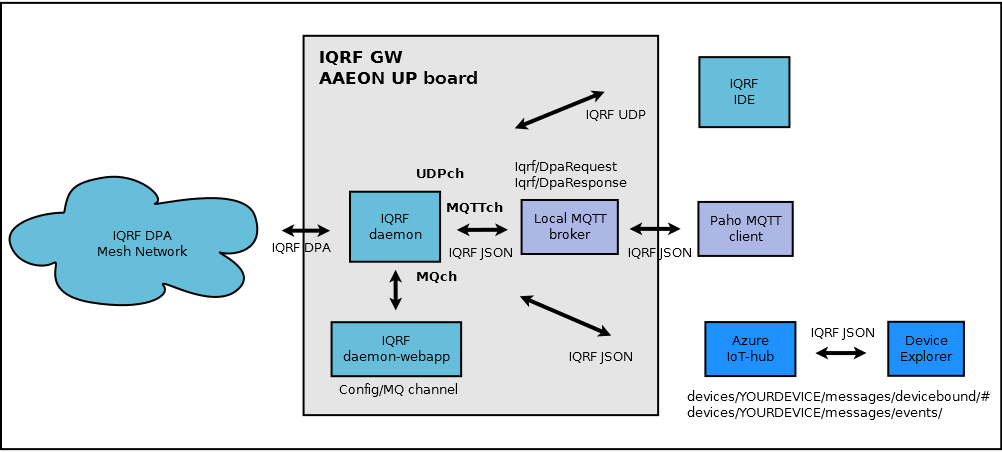 IQRF GW
AAEON UP board
IQRF
IDE
IQRF UDP
Iqrf/DpaRequest
Iqrf/DpaResponse
UDPch
MQTTch
IQRF DPA
Mesh Network
IQRF DPA
IQRF
daemon
IQRF JSON
Local MQTT
broker
IQRF JSON
Paho MQTT
client
MQch
IQRF
daemon-webapp
Config/MQ channel
IQRF JSON
Azure
IoT-hub
IQRF JSON
Device
Explorer
devices/YOURDEVICE/messages/devicebound/#
devices/YOURDEVICE/messages/events/